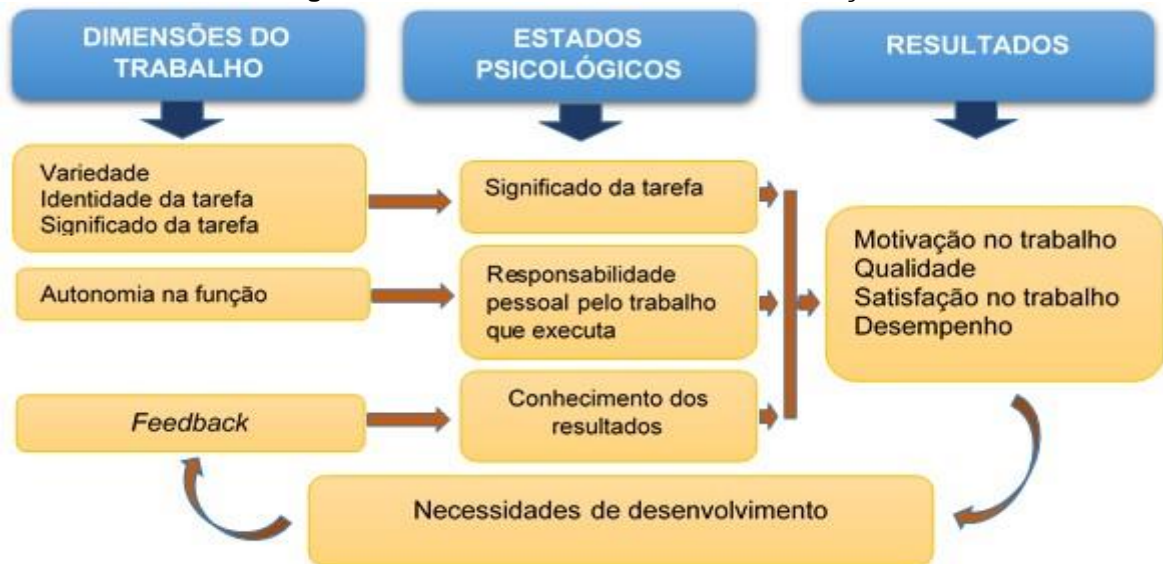 DIMENSÕES DO
TRABALHO
ESTADOS
PSICOLÓGICOS
RESULTADOS
Variedade
Identidade da tarefa
Significado da tarefa
Significado da tarefa
Autonomia na função
Responsabilidade
pessoal pelo trabalho
que executa
Feedback
Conhecimento dos
resultados
Motivação no trabalho
Qualidade
Satisfação no trabalho
Desempenho
Necessidades de desenvolvimento